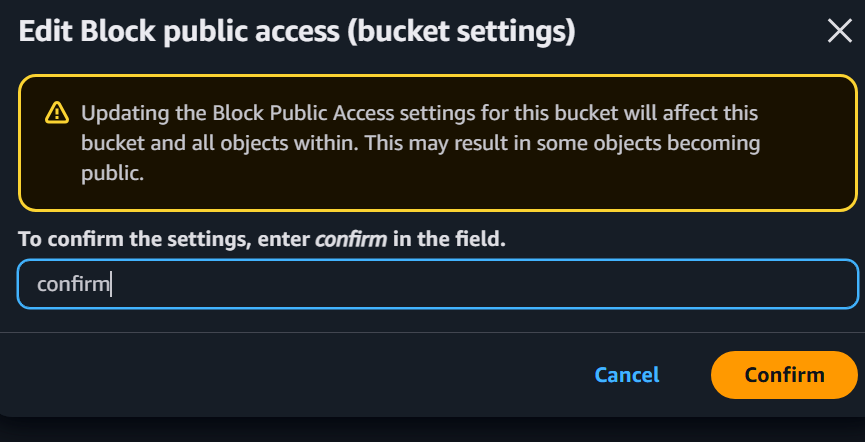 Edit Block public access (bucket settings)
Updating the Block Public Access settings for this bucket will affect this
bucket and all objects within. This may result in some objects becoming
public.
To confirm the settings, enter confirm in the field.
confirm
Cancel
Confirm